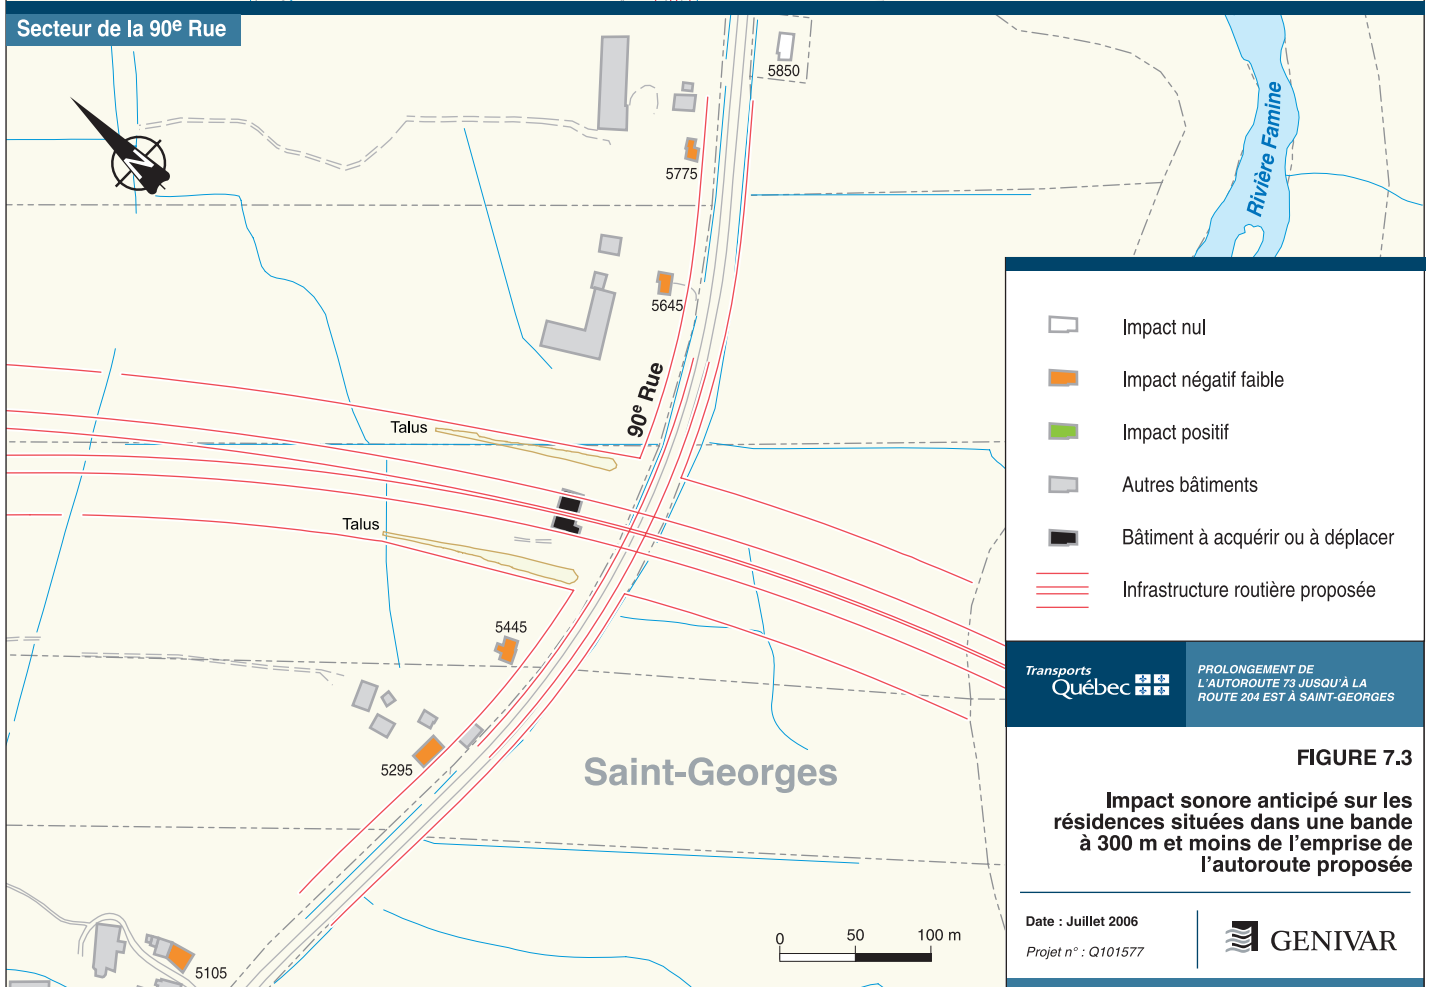 Secteur de la 90e Rue
5850
Rivière Famine
5775
5645
90e Rue
Talus
Talus
5445
5295
Saint-Georges
5105
0 50 100 m
N
Impact nul
Impact négatif faible
Impact positif
Autres bâtiments
Bâtiment à acquérir ou à déplacer
Infrastructure routière proposée
Transports
Québec
PROLONGEMENT DE
L'AUTOROUTE 73 JUSQU'À LA
ROUTE 204 EST À SAINT-GEORGES
FIGURE 7.3
Impact sonore anticipé sur les
résidences situées dans une bande
à 300 m et moins de l'emprise de
l'autoroute proposée
Date : Juillet 2006
Projet n° : Q101577
GENIVAR